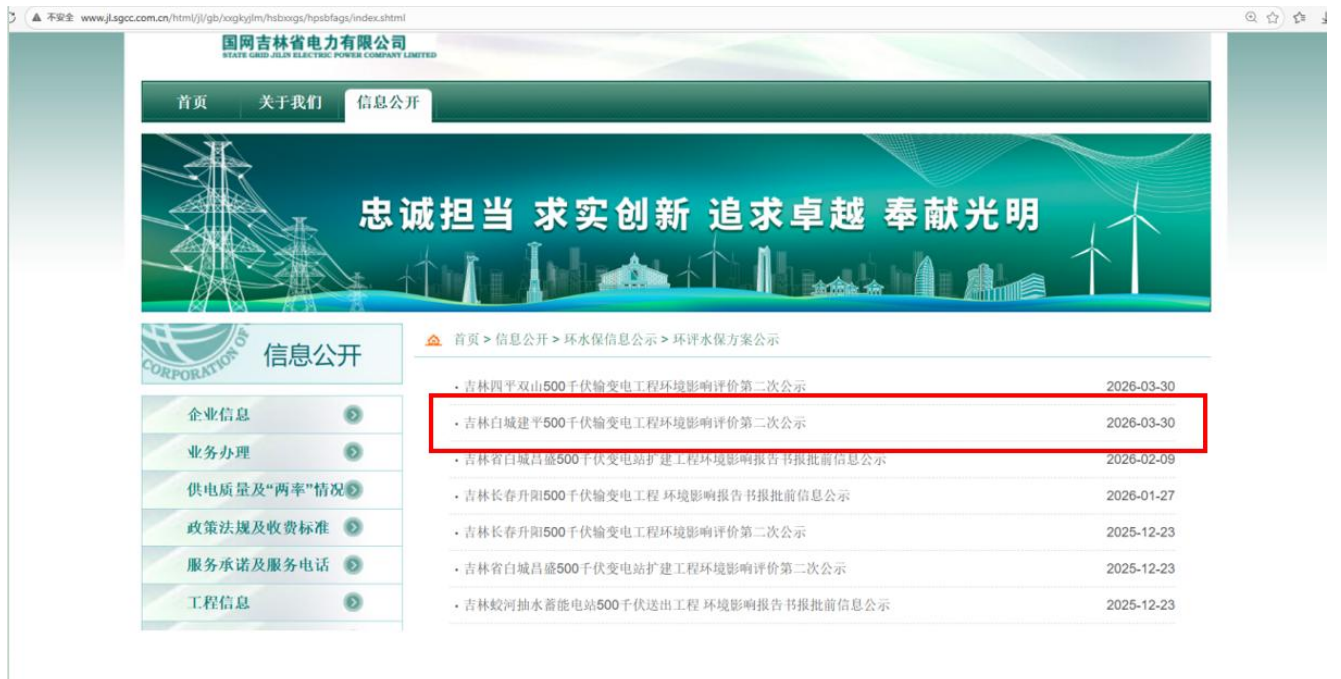 不安全 www.jl.sgcc.com.cn/html/jl/gb/xxgkyjlm/hsbxxgs/hpsbfags/index.shtml
国网吉林省电力有限公司
STATE GRID JILIN ELECTRIC POWER COMPANY LIMITED
首页 关于我们 信息公开
忠诚担当 求实创新 追求卓越 奉献光明
CORPORATION OF
信息公开
首页 > 信息公开 > 环水保信息公示 > 环评水保方案公示
企业信息
业务办理
供电质量及“两率”情况
政策法规及收费标准
服务承诺及服务电话
工程信息
· 吉林四平双山500千伏输变电工程环境影响评价第二次公示 2026-03-30
· 吉林白城建平500千伏输变电工程环境影响评价第二次公示 2026-03-30
· 吉林省白城昌盛500千伏变电站扩建工程环境影响报告书报批前信息公示 2026-02-09
· 吉林长春升阳500千伏输变电工程 环境影响报告书报批前信息公示 2026-01-27
· 吉林长春升阳500千伏输变电工程环境影响评价第二次公示 2025-12-23
· 吉林省白城昌盛500千伏变电站扩建工程环境影响评价第二次公示 2025-12-23
· 吉林蛟河抽水蓄能电站500千伏送出工程 环境影响报告书报批前信息公示 2025-12-23